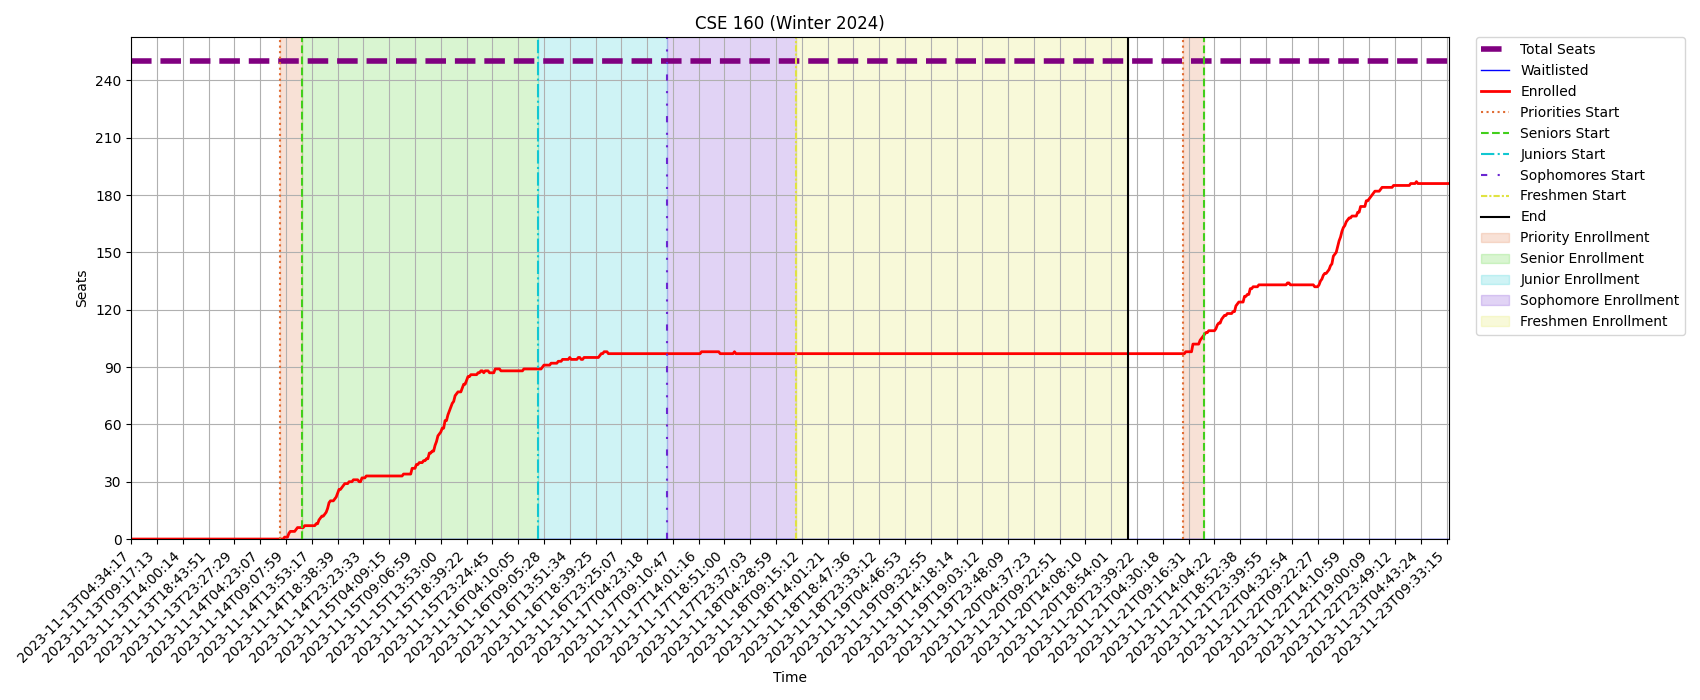 CSE 160 (Winter 2024)
Seats
240
210
180
150
120
90
60
30
0
2023-11-13T04:34:17
2023-11-13T09:17:13
2023-11-13T14:00:14
2023-11-13T18:43:51
2023-11-13T23:27:29
2023-11-14T04:23:07
2023-11-14T09:07:59
2023-11-14T13:53:17
2023-11-14T18:38:39
2023-11-14T23:23:33
2023-11-15T04:09:15
2023-11-15T09:06:59
2023-11-15T13:53:00
2023-11-15T18:39:22
2023-11-15T23:24:45
2023-11-16T04:10:05
2023-11-16T09:05:28
2023-11-16T13:51:34
2023-11-16T18:39:25
2023-11-16T23:25:07
2023-11-17T04:23:18
2023-11-17T09:10:47
2023-11-17T14:01:16
2023-11-17T18:51:00
2023-11-17T23:37:03
2023-11-18T04:28:59
2023-11-18T09:15:12
2023-11-18T14:01:21
2023-11-18T18:47:36
2023-11-18T23:33:12
2023-11-19T04:46:53
2023-11-19T09:32:55
2023-11-19T14:18:14
2023-11-19T19:03:12
2023-11-19T23:48:09
2023-11-20T04:37:23
2023-11-20T09:22:51
2023-11-20T14:08:10
2023-11-20T18:54:01
2023-11-20T23:39:22
2023-11-21T04:30:18
2023-11-21T09:16:31
2023-11-21T14:04:22
2023-11-21T18:52:38
2023-11-21T23:39:55
2023-11-22T04:32:54
2023-11-22T09:22:27
2023-11-22T14:10:59
2023-11-22T19:00:09
2023-11-22T23:49:12
2023-11-23T04:43:24
2023-11-23T09:33:15
Time
Total Seats
Waitlisted
Enrolled
Priorities Start
Seniors Start
Juniors Start
Sophomores Start
Freshmen Start
End
Priority Enrollment
Senior Enrollment
Junior Enrollment
Sophomore Enrollment
Freshmen Enrollment